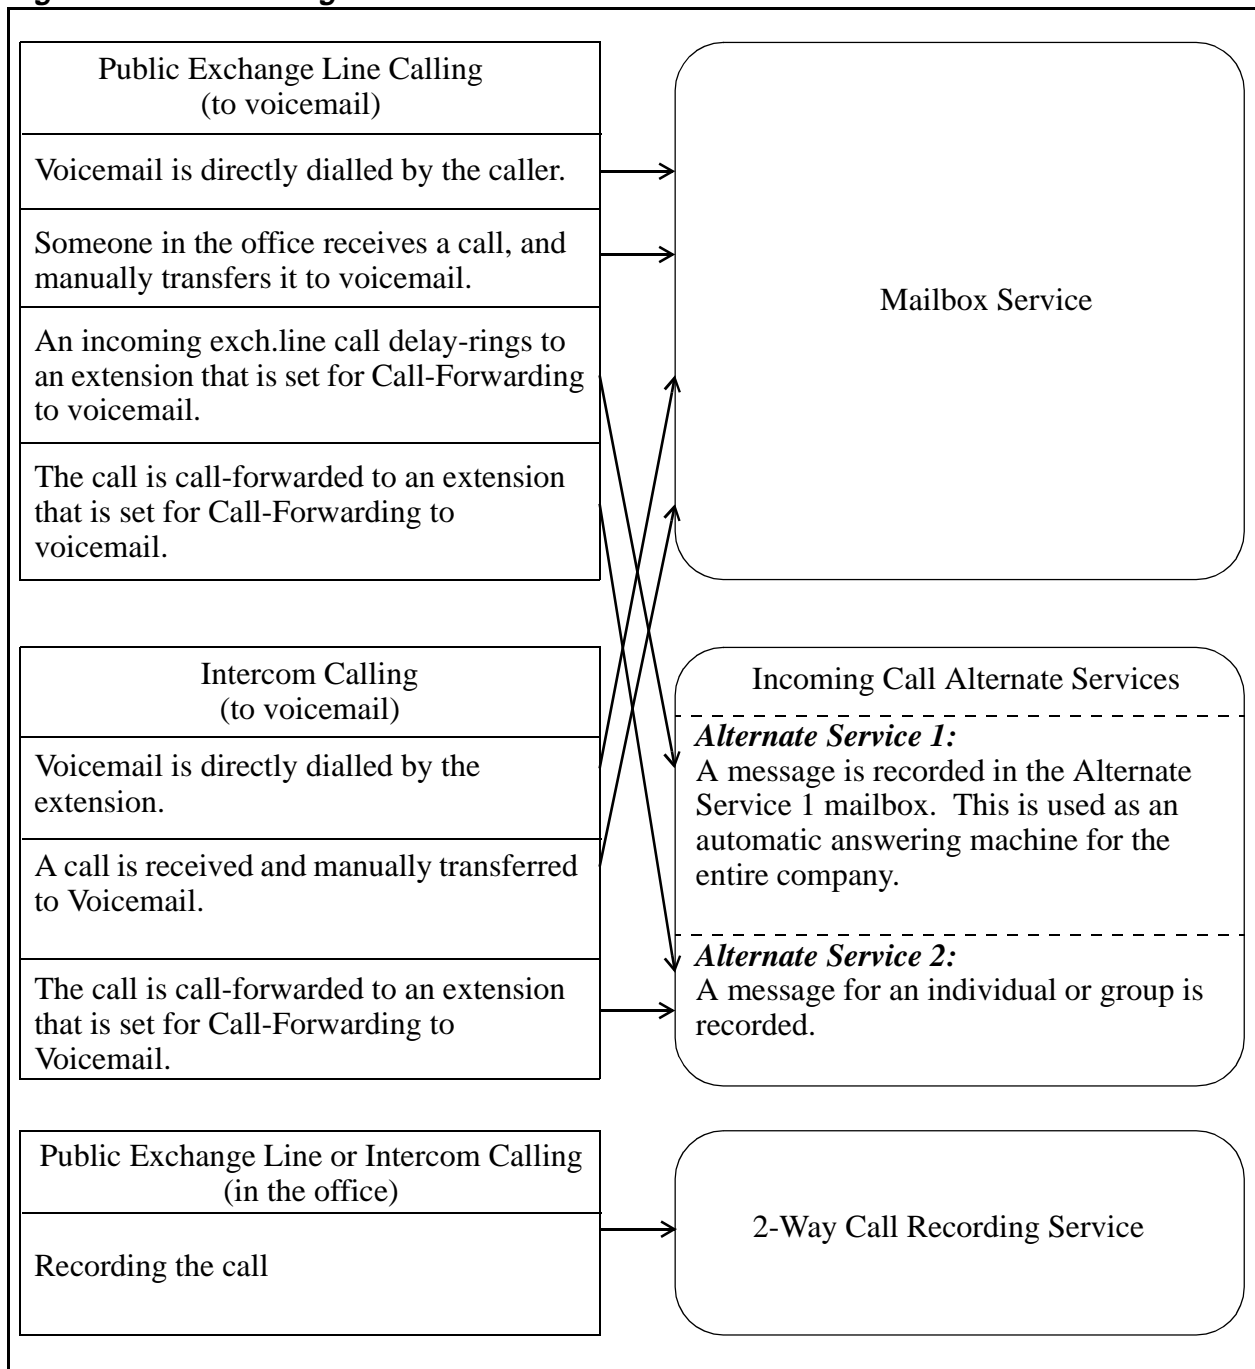 Public Exchange Line Calling
(to voicemail)
Voicemail is directly dialled by the caller.
Someone in the office receives a call, and
manually transfers it to voicemail.
An incoming exch.line call delay-rings to
an extension that is set for Call-Forwarding
to voicemail.
The call is call-forwarded to an extension
that is set for Call-Forwarding to
voicemail.
Mailbox Service
Intercom Calling
(to voicemail)
Voicemail is directly dialled by the
extension.
A call is received and manually transferred
to Voicemail.
The call is call-forwarded to an extension
that is set for Call-Forwarding to
Voicemail.
Incoming Call Alternate Services
Alternate Service 1:
A message is recorded in the Alternate
Service 1 mailbox.  This is used as an
automatic answering machine for the
entire company.
Alternate Service 2:
A message for an individual or group is
recorded.
Public Exchange Line or Intercom Calling
(in the office)
Recording the call
2-Way Call Recording Service